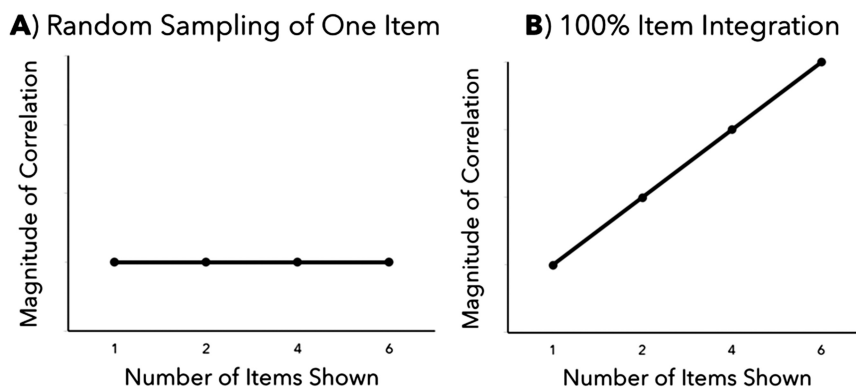 A) Random Sampling of One Item
Magnitude of Correlation
1 2 4 6
Number of Items Shown
B) 100% Item Integration
Magnitude of Correlation
1 2 4 6
Number of Items Shown